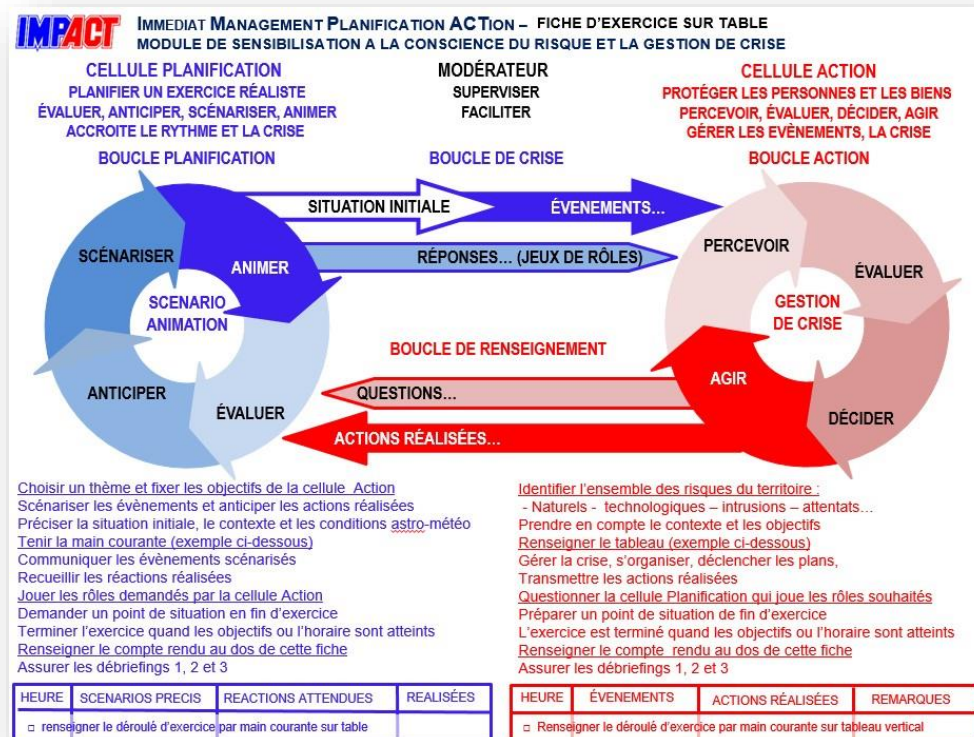 IMPACT
IMMEDIAT MANAGEMENT PLANIFICATION ACTION – FICHE D'EXERCICE SUR TABLE
MODULE DE SENSIBILISATION A LA CONSCIENCE DU RISQUE ET LA GESTION DE CRISE
CELLULE PLANIFICATION
PLANIFIER UN EXERCICE RÉALISTE
ÉVALUER, ANTICIPER, SCÉNARISER, ANIMER
ACCROITE LE RYTHME ET LA CRISE
BOUCLE PLANIFICATION
MODÉRATEUR
SUPERVISER
FACILITER
BOUCLE DE CRISE
CELLULE ACTION
PROTÉGER LES PERSONNES ET LES BIENS
PERCEVOIR, ÉVALUER, DÉCIDER, AGIR
GÉRER LES EVÈNEMENTS, LA CRISE
BOUCLE ACTION
SCÉNARISER
ANIMER
SCENARIO
ANIMATION
ANTICIPER
ÉVALUER
SITUATION INITIALE
ÉVENEMENTS...
RÉPONSES... (JEUX DE RÔLES)
BOUCLE DE RENSEIGNEMENT
QUESTIONS...
ACTIONS RÉALISÉES...
PERCEVOIR
ÉVALUER
GESTION
DE CRISE
AGIR
DÉCIDER
Choisir un thème et fixer les objectifs de la cellule Action
Scénariser les évènements et anticiper les actions réalisées
Préciser la situation initiale, le contexte et les conditions astro-météo
Tenir la main courante (exemple ci-dessous)
Communiquer les évènements scénarisés
Recueillir les réactions réalisées
Jouer les rôles demandés par la cellule Action
Demander un point de situation en fin d'exercice
Terminer l'exercice quand les objectifs ou l'horaire sont atteints
Renseigner le compte rendu au dos de cette fiche
Assurer les débriefings 1, 2 et 3
HEURE SCENARIOS PRECIS REACTIONS ATTENDUES REALISÉES
□ renseigner le déroulé d'exercice par main courante sur table
Identifier l'ensemble des risques du territoire :
- Naturels - technologiques – intrusions – attentats...
Prendre en compte le contexte et les objectifs
Renseigner le tableau (exemple ci-dessous)
Gérer la crise, s'organiser, déclencher les plans,
Transmettre les actions réalisées
Questionner la cellule Planification qui joue les rôles souhaités
Préparer un point de situation de fin d'exercice
L'exercice est terminé quand les objectifs ou l'horaire sont atteints
Renseigner le compte rendu au dos de cette fiche
Assurer les débriefings 1, 2 et 3
HEURE ÉVENEMENTS ACTIONS RÉALISÉES REMARQUES
□ Renseigner le déroulé d'exercice par main courante sur tableau vertical